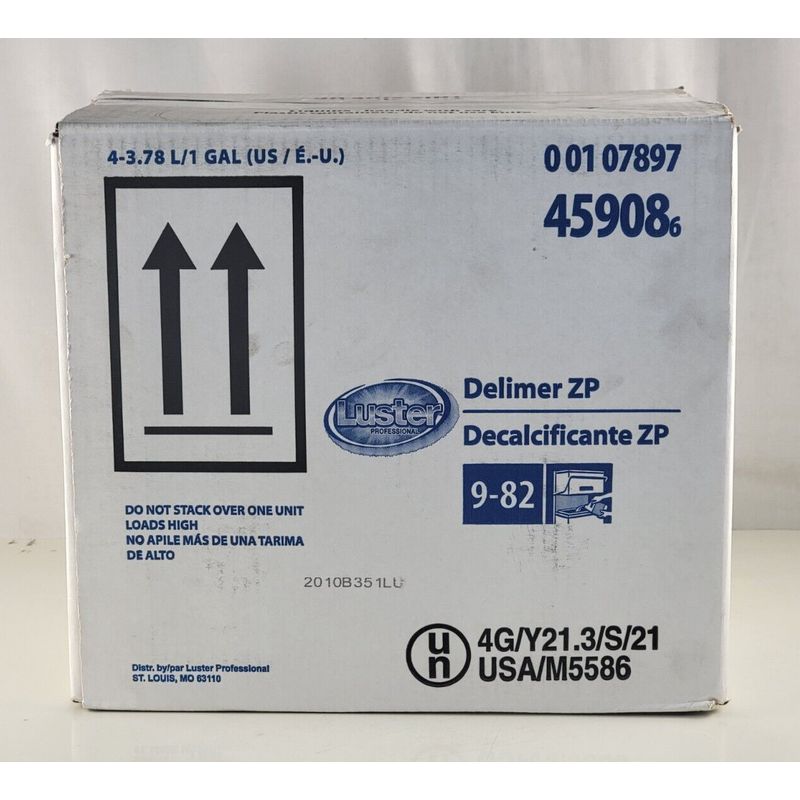 4-3.78 L/1 GAL (US / É.-U.)
0 01 07897
45908 6
Luster
PROFESSIONAL
Delimer ZP
Decalcificante ZP
9-82
DO NOT STACK OVER ONE UNIT
LOADS HIGH
NO APILE MÁS DE UNA TARIMA
DE ALTO
2010B351LU
un
4G/Y21.3/S/21
USA/M5586
Distr. by/par Luster Professional
ST. LOUIS, MO 63110